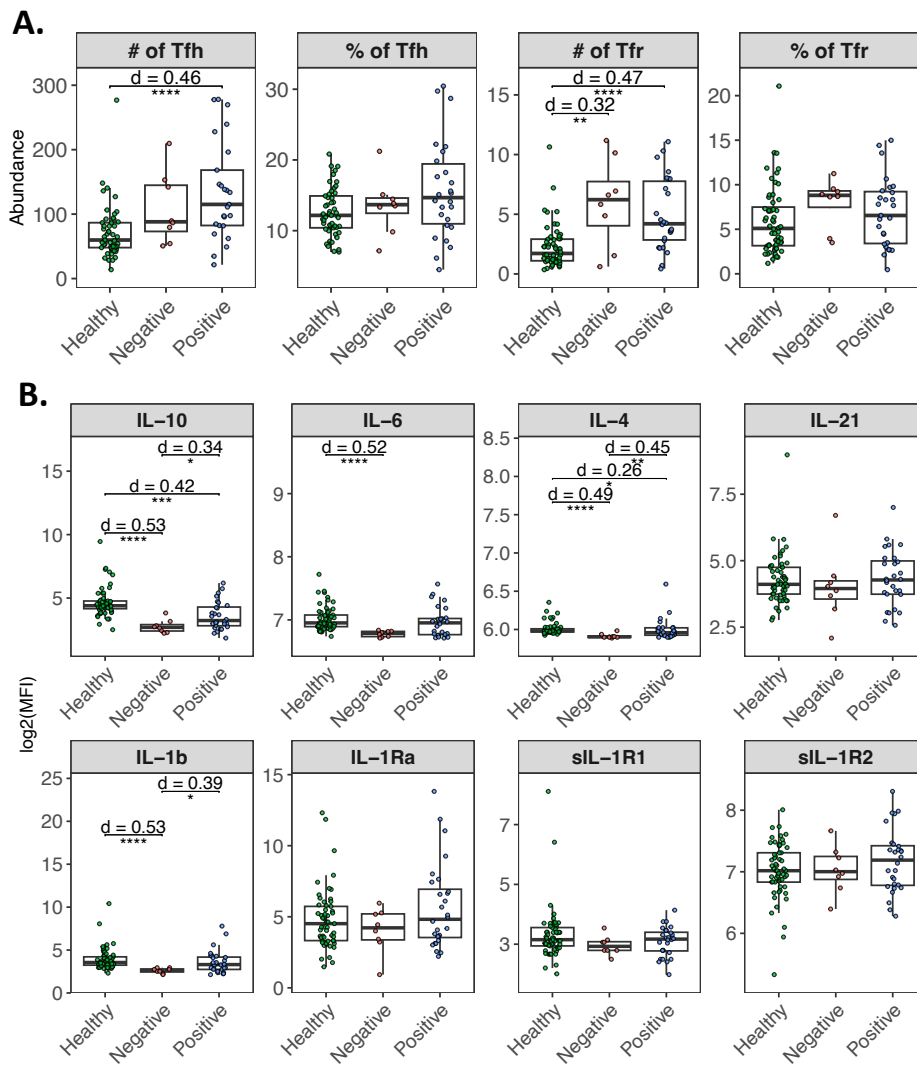 A.
# of Tfh
% of Tfh
# of Tfr
% of Tfr
Abundance
300
200
100
0
d = 0.46
****
30
20
10
15
10
5
0
d = 0.47
****
d = 0.32
**
20
15
10
5
0
Healthy Negative Positive
Healthy Negative Positive
Healthy Negative Positive
Healthy Negative Positive
B.
IL−10
IL−6
IL−4
IL−21
log2(MFI)
15
10
5
d = 0.34
*
d = 0.42
***
d = 0.53
****
9
8
7
d = 0.52
****
8.5
8.0
7.5
7.0
6.5
6.0
d = 0.45
**
d = 0.26
*
d = 0.49
****
7.5
5.0
2.5
Healthy Negative Positive
Healthy Negative Positive
Healthy Negative Positive
Healthy Negative Positive
IL−1b
IL−1Ra
sIL−1R1
sIL−1R2
25
20
15
10
5
0
d = 0.39
*
d = 0.53
****
15
10
5
0
7
5
3
8
7
6
Healthy Negative Positive
Healthy Negative Positive
Healthy Negative Positive
Healthy Negative Positive